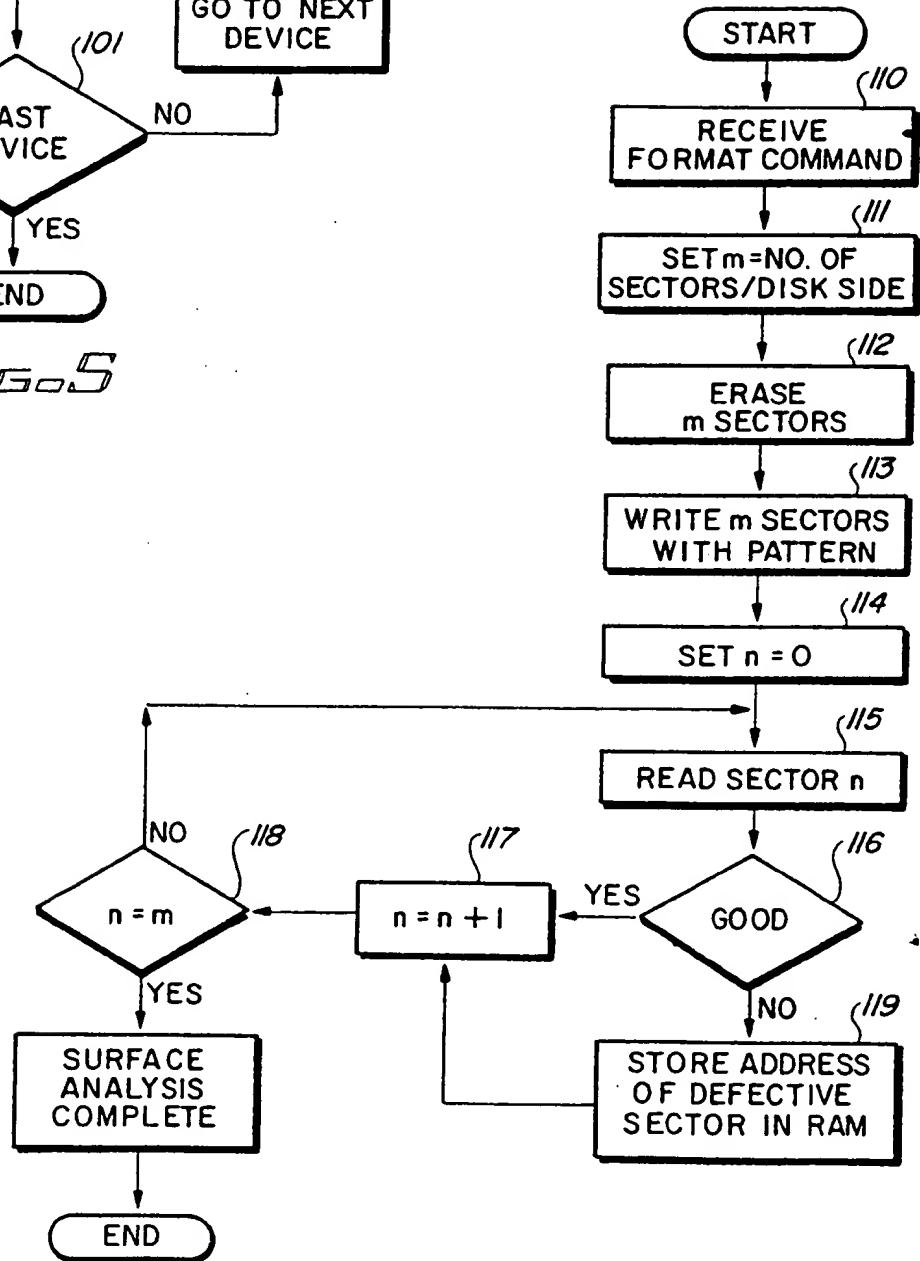 GO TO NEXT
DEVICE
101
NO
YES
START
110
RECEIVE
FORMAT COMMAND
111
SET m=NO. OF
SECTORS/DISK SIDE
112
ERASE
m SECTORS
113
WRITE m SECTORS
WITH PATTERN
114
SET n = 0
115
READ SECTOR n
116
GOOD
YES
NO
117
n = n + 1
118
n = m
NO
YES
119
STORE ADDRESS
OF DEFECTIVE
SECTOR IN RAM
SURFACE
ANALYSIS
COMPLETE
END